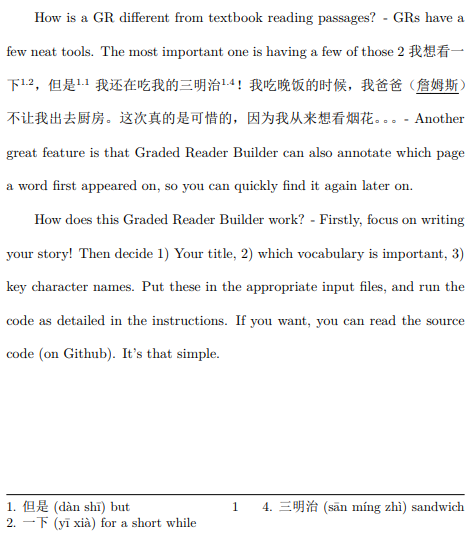 How is a GR different from textbook reading passages? - GRs have a
few neat tools. The most important one is having a few of those 2 我想看一
下1.2，但是1.1 我还在吃我的三明治1.4！我吃晚饭的时候，我爸爸（詹姆斯）
不让我出去厨房。这次真的是可惜的，因为我从来想看烟花。。。- Another
great feature is that Graded Reader Builder can also annotate which page
a word first appeared on, so you can quickly find it again later on.
How does this Graded Reader Builder work? - Firstly, focus on writing
your story! Then decide 1) Your title, 2) which vocabulary is important, 3)
key character names. Put these in the appropriate input files, and run the
code as detailed in the instructions. If you want, you can read the source
code (on Github). It's that simple.
1. 但是 (dàn shī) but 1 4. 三明治 (sān míng zhì) sandwich
2. 一下 (yī xià) for a short while